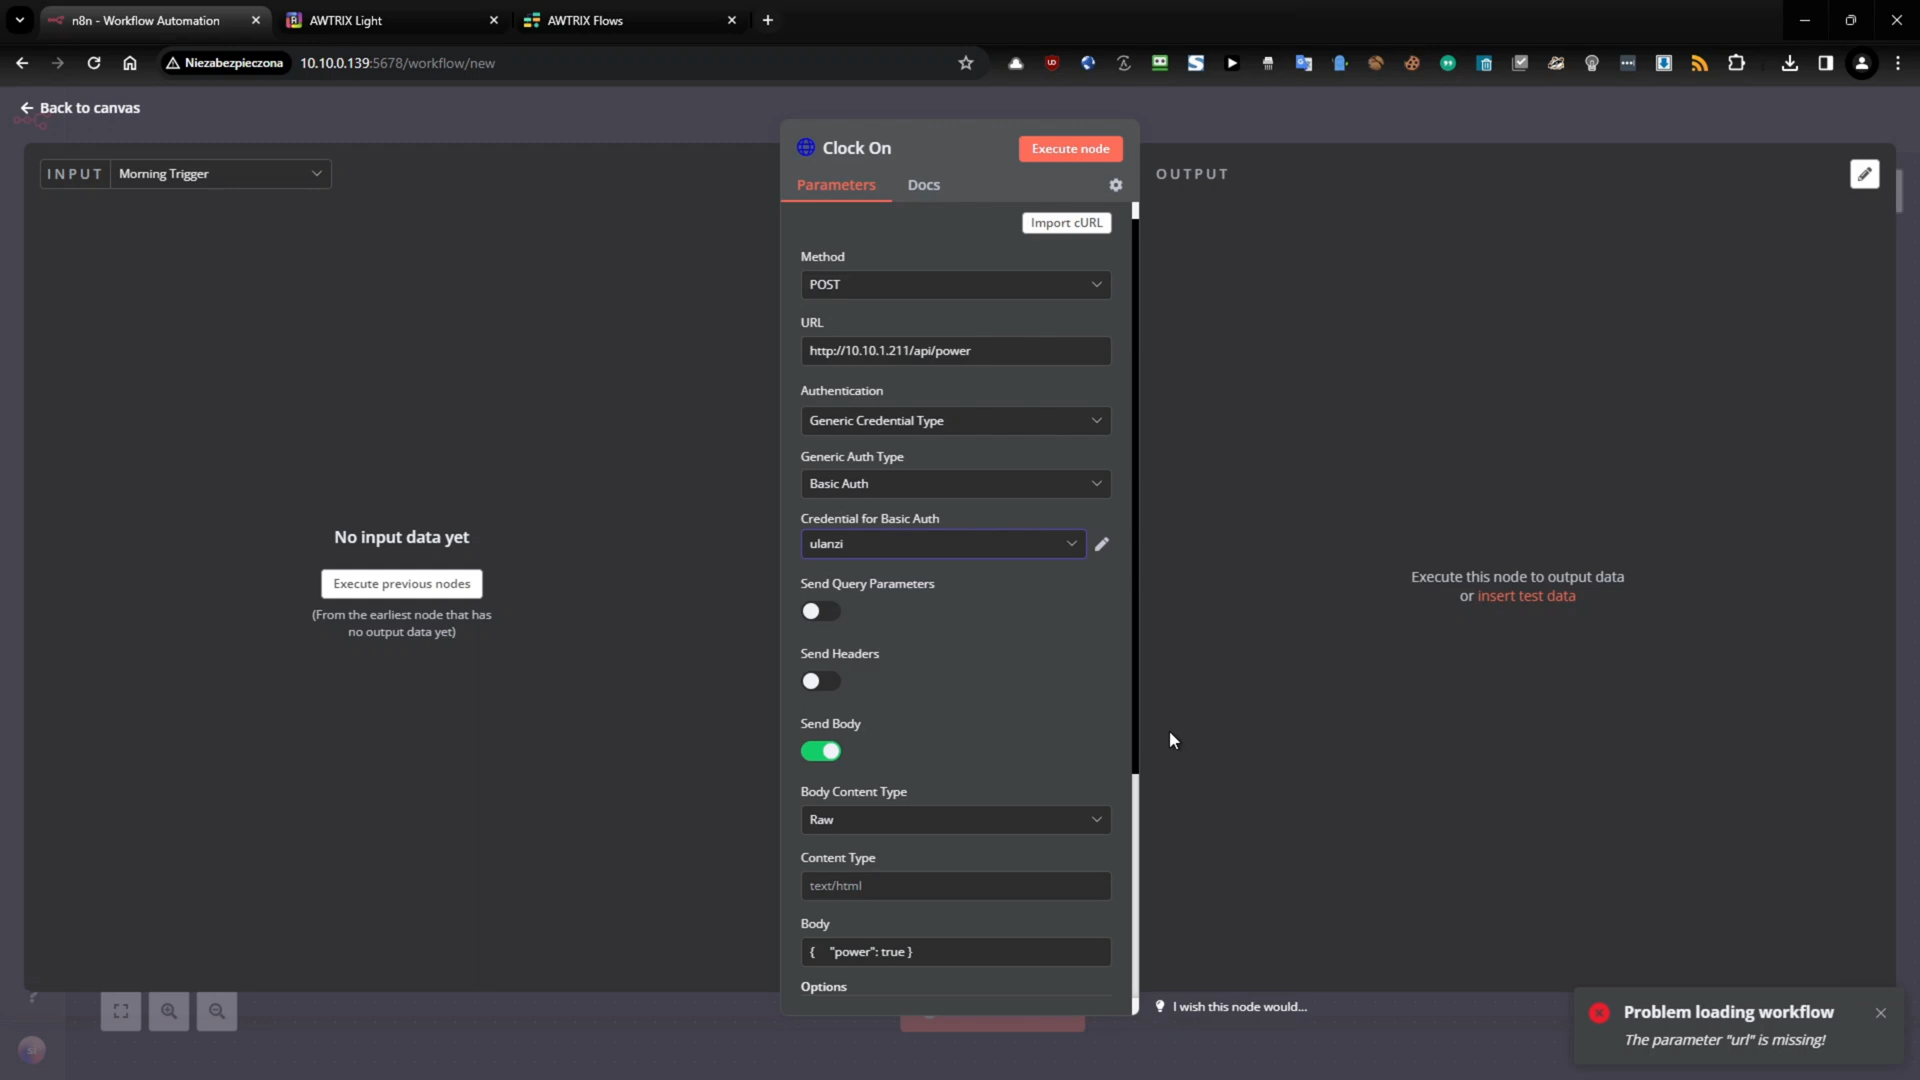 n8n - Workflow Automation
AWTRIX Light
AWTRIX Flows
Niezabezpieczona
10.10.0.139:5678/workflow/new
Back to canvas
INPUT
Morning Trigger
Clock On
Execute node
Parameters
Docs
OUTPUT
Import cURL
Method
POST
URL
http://10.10.1.211/api/power
Authentication
Generic Credential Type
Generic Auth Type
Basic Auth
Credential for Basic Auth
ulanzi
Send Query Parameters
Send Headers
Send Body
Body Content Type
Raw
Content Type
text/html
Body
{ "power": true }
Options
No input data yet
Execute previous nodes
(From the earliest node that has
no output data yet)
Execute this node to output data
or insert test data
I wish this node would...
Problem loading workflow
The parameter "url" is missing!